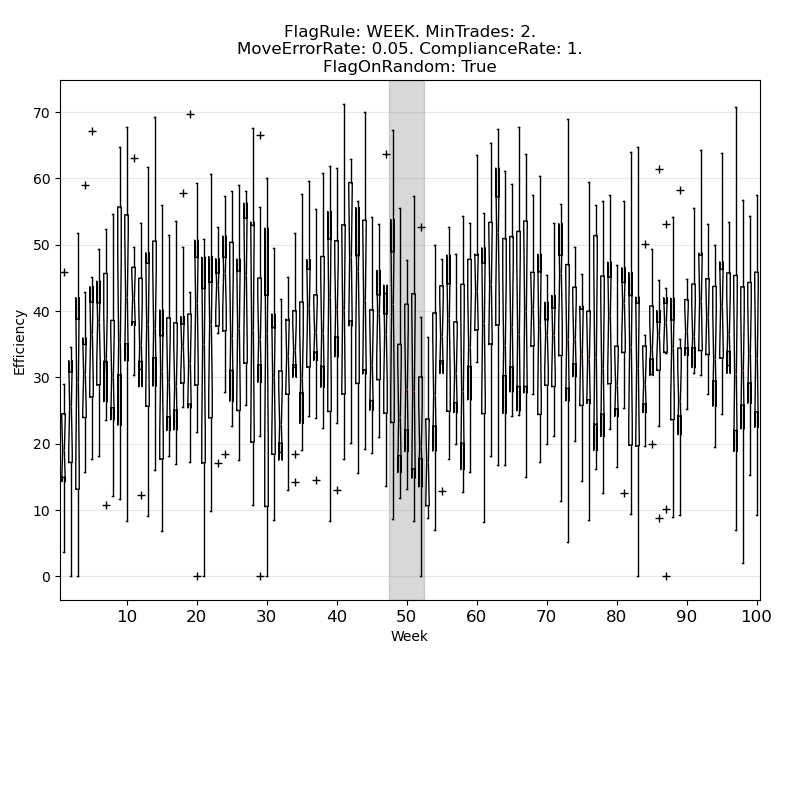 FlagRule: WEEK. MinTrades: 2.
MoveErrorRate: 0.05. ComplianceRate: 1.
FlagOnRandom: True
70
60
50
40
30
20
10
0
Efficiency
10 20 30 40 50 60 70 80 90 100
Week